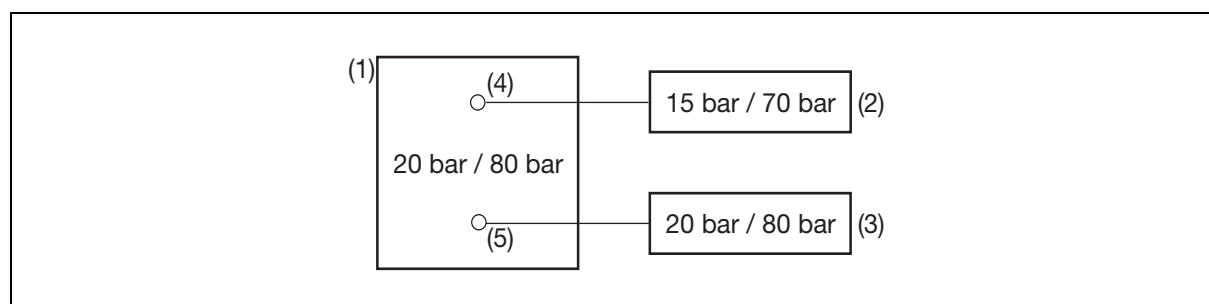 (1)
(4)
15 bar / 70 bar (2)
20 bar / 80 bar
20 bar / 80 bar (3)
(5)